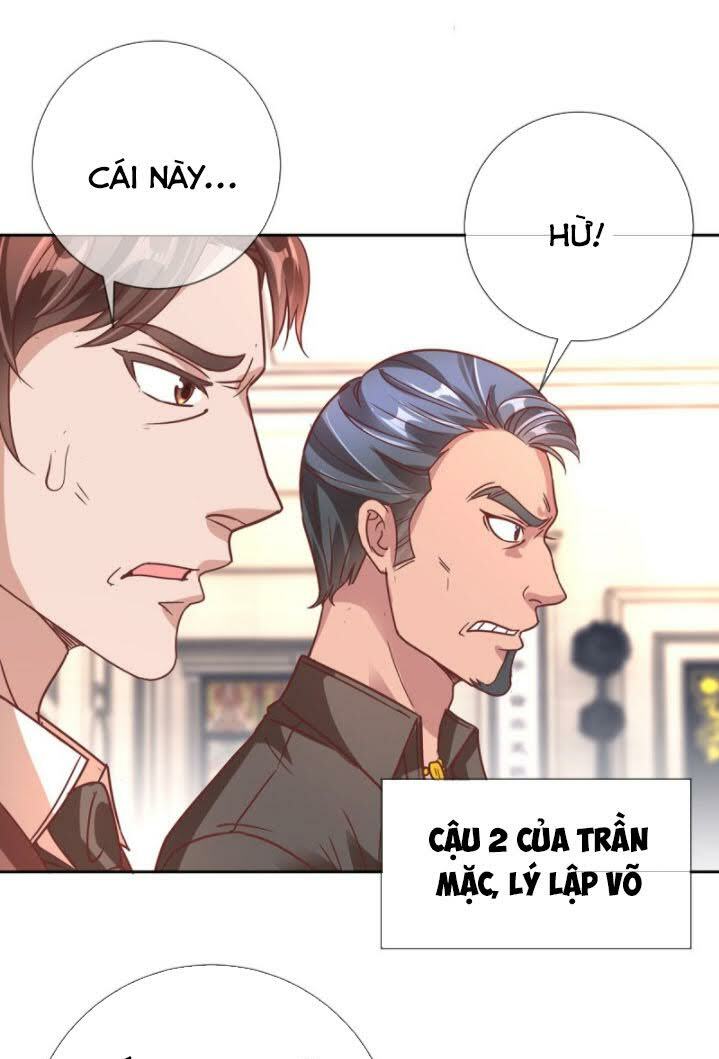 CÁI NÀY...
HỪ!
CẬU 2 CỦA TRẦN
MẶC, LÝ LẬP VÕ